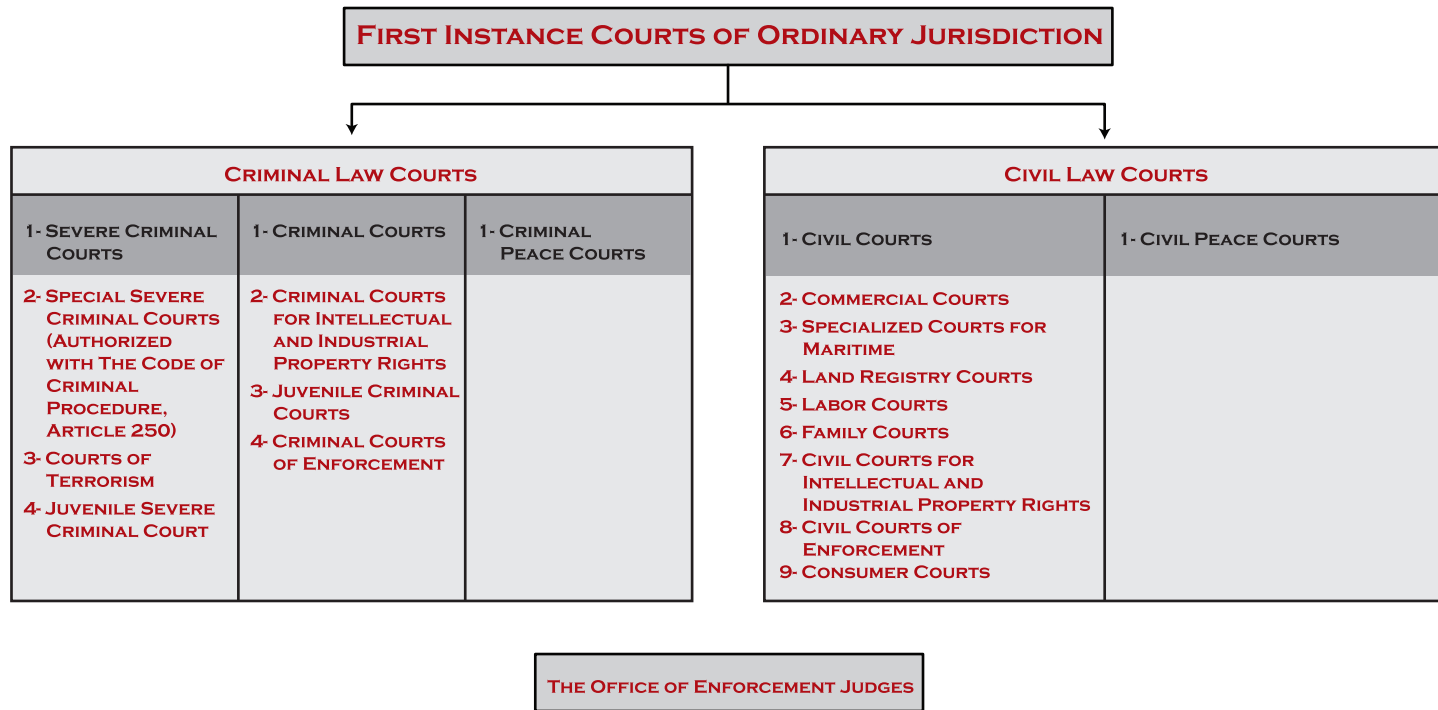 First Instance Courts of Ordinary Jurisdiction
Criminal Law Courts
1- Severe Criminal
Courts
1- Criminal Courts
1- Criminal
Peace Courts
2- Special Severe
Criminal Courts
(Authorized
with The Code of
Criminal
Procedure,
Article 250)
3- Courts of
Terrorism
4- Juvenile Severe
Criminal Court
2- Criminal Courts
for Intellectual
and Industrial
Property Rights
3- Juvenile Criminal
Courts
4- Criminal Courts
of Enforcement
Civil Law Courts
1- Civil Courts
1- Civil Peace Courts
2- Commercial Courts
3- Specialized Courts for
Maritime
4- Land Registry Courts
5- Labor Courts
6- Family Courts
7- Civil Courts for
Intellectual and
Industrial Property Rights
8- Civil Courts of
Enforcement
9- Consumer Courts
The Office of Enforcement Judges